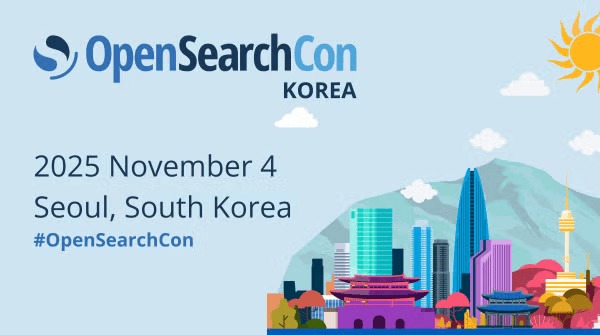 OpenSearchCon
KOREA
2025 November 4
Seoul, South Korea
#OpenSearchCon